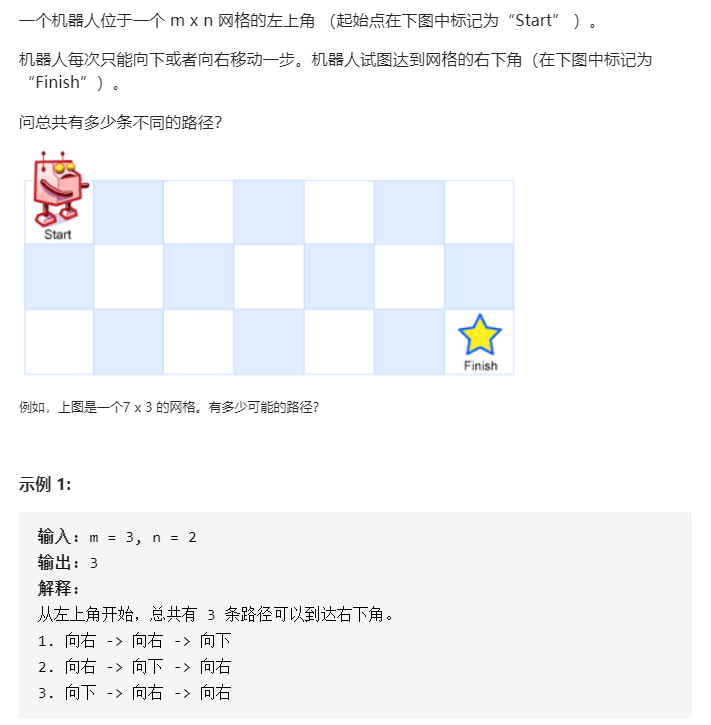 一个机器人位于一个 m x n 网格的左上角 （起始点在下图中标记为“Start” ）。
机器人每次只能向下或者向右移动一步。机器人试图达到网格的右下角（在下图中标记为
“Finish”）。
问总共有多少条不同的路径？
Start
Finish
例如，上图是一个7 x 3 的网格。有多少可能的路径？
示例 1:
输入: m = 3, n = 2
输出: 3
解释:
从左上角开始，总共有 3 条路径可以到达右下角。
1. 向右 -> 向右 -> 向下
2. 向右 -> 向下 -> 向右
3. 向下 -> 向右 -> 向右